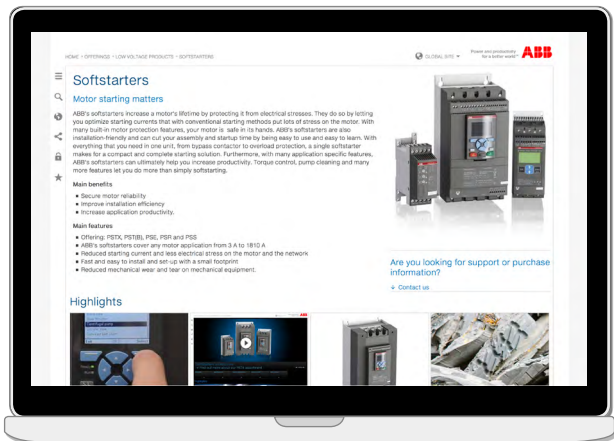 HOME › OFFERINGS › LOW VOLTAGE PRODUCTS › SOFTSTARTERS
GLOBAL SITE
Power and productivity
for a better world™
ABB
Softstarters
Motor starting matters
ABB's softstarters increase a motor's lifetime by protecting it from electrical stresses. They do so by letting
you optimize starting currents that with conventional starting methods put lots of stress on the motor. With
many built-in motor protection features, your motor is safe in its hands. ABB's softstarters are also
installation-friendly and can cut your assembly and startup time by being easy to use and easy to learn. With
everything that you need in one unit, from bypass contactor to overload protection, a single softstarter
makes for a compact and complete starting solution. Furthermore, with many application specific features,
ABB's softstarters can ultimately help you increase productivity. Torque control, pump cleaning and many
more features let you do more than simply softstarting.
Main benefits
• Secure motor reliability
• Improve installation efficiency
• Increase application productivity.
Main features
• Offering: PSTX, PST(B), PSE, PSR and PSS
• ABB's softstarters cover any motor application from 3 A to 1810 A
• Reduced starting current and less electrical stress on the motor and the network
• Fast and easy to install and set-up with a small footprint
• Reduced mechanical wear and tear on mechanical equipment.
Are you looking for support or purchase
information?
Contact us
Highlights
ABB